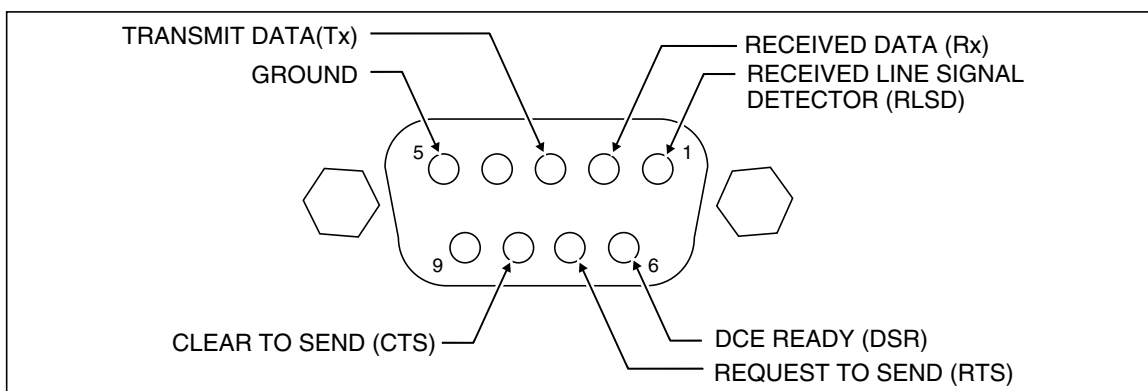 TRANSMIT DATA(Tx)
GROUND
RECEIVED DATA (Rx)
RECEIVED LINE SIGNAL
DETECTOR (RLSD)
5
1
9
6
CLEAR TO SEND (CTS)
DCE READY (DSR)
REQUEST TO SEND (RTS)